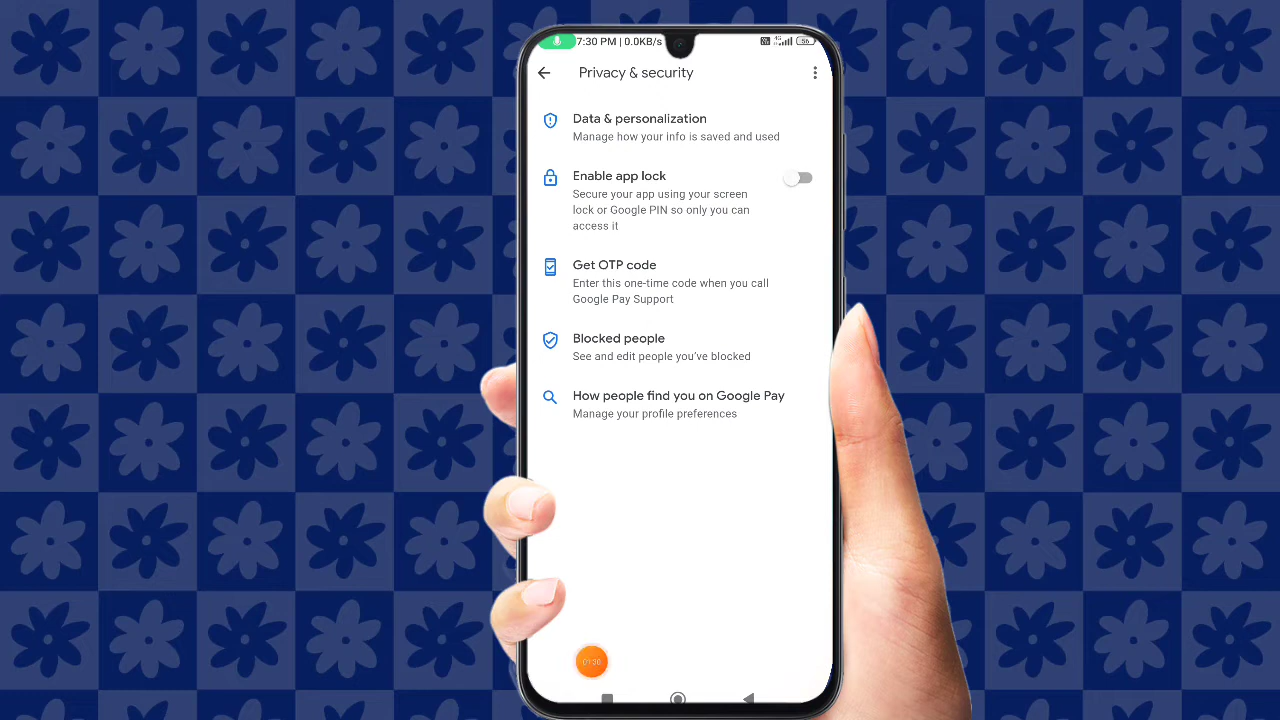 7:30 PM | 0.0KB/s 4G 56
Privacy & security
Data & personalization
Manage how your info is saved and used
Enable app lock
Secure your app using your screen
lock or Google PIN so only you can
access it
Get OTP code
Enter this one-time code when you call
Google Pay Support
Blocked people
See and edit people you've blocked
How people find you on Google Pay
Manage your profile preferences